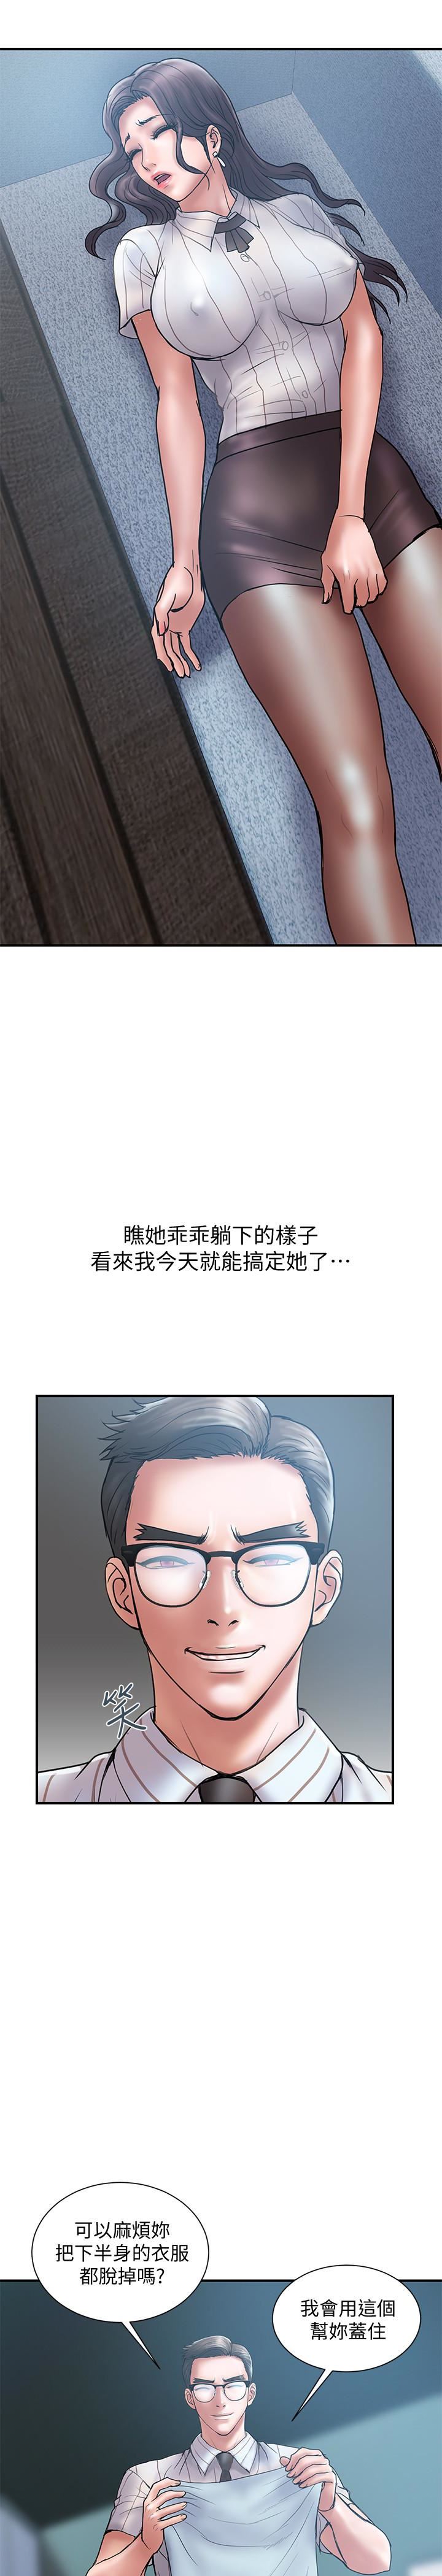 瞧她乖乖躺下的樣子
看來我今天就能搞定她了…
笑
可以麻煩妳
把下半身的衣服
都脫掉嗎?
我會用這個
幫妳蓋住